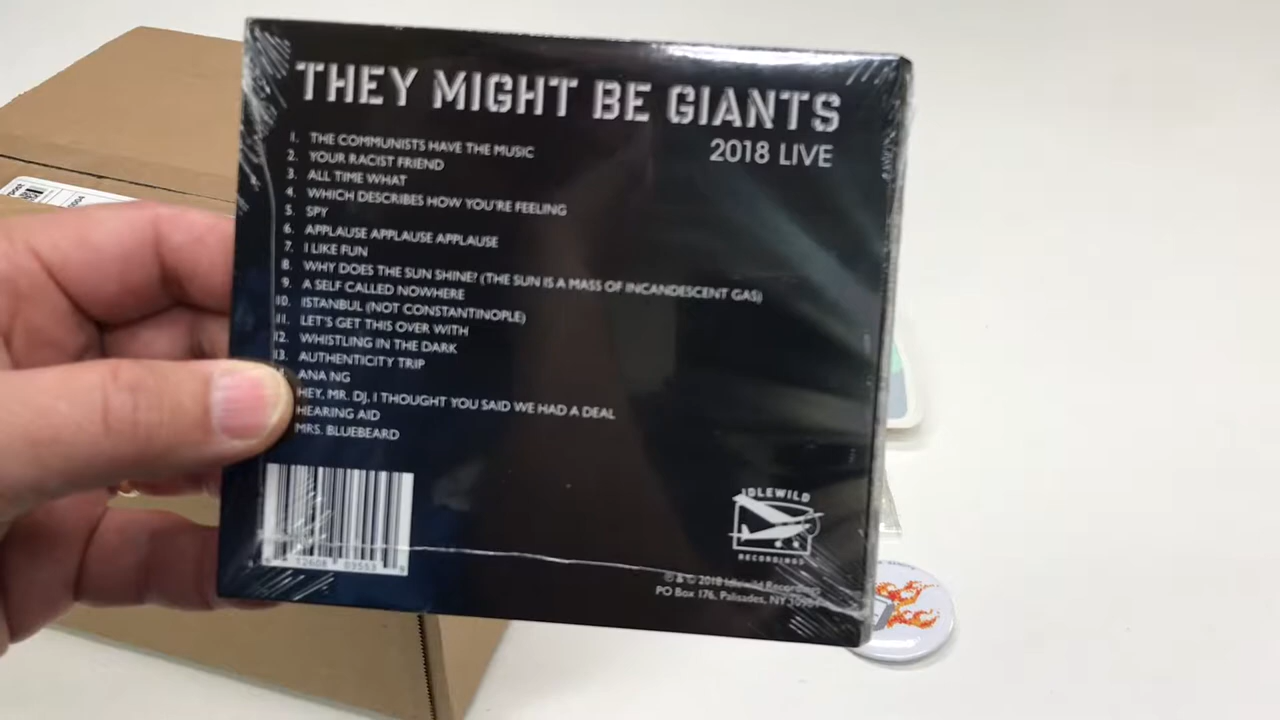 THEY MIGHT BE GIANTS
2018 LIVE
1. THE COMMUNISTS HAVE THE MUSIC
2. YOUR RACIST FRIEND
3. ALL TIME WHAT
4. WHICH DESCRIBES HOW YOU'RE FEELING
5. SPY
6. APPLAUSE APPLAUSE APPLAUSE
7. I LIKE FUN
8. WHY DOES THE SUN SHINE? (THE SUN IS A MASS OF INCANDESCENT GAS)
9. A SELF CALLED NOWHERE
10. ISTANBUL (NOT CONSTANTINOPLE)
11. LET'S GET THIS OVER WITH
12. WHISTLING IN THE DARK
13. AUTHENTICITY TRIP
ANA NG
HEY, MR. DJ, I THOUGHT YOU SAID WE HAD A DEAL
HEARING AID
MRS. BLUEBEARD
12608 03553 9
IDLEWILD
RECORDINGS
℗ & © 2018 Idlewild Recordings
PO Box 176, Palisades, NY